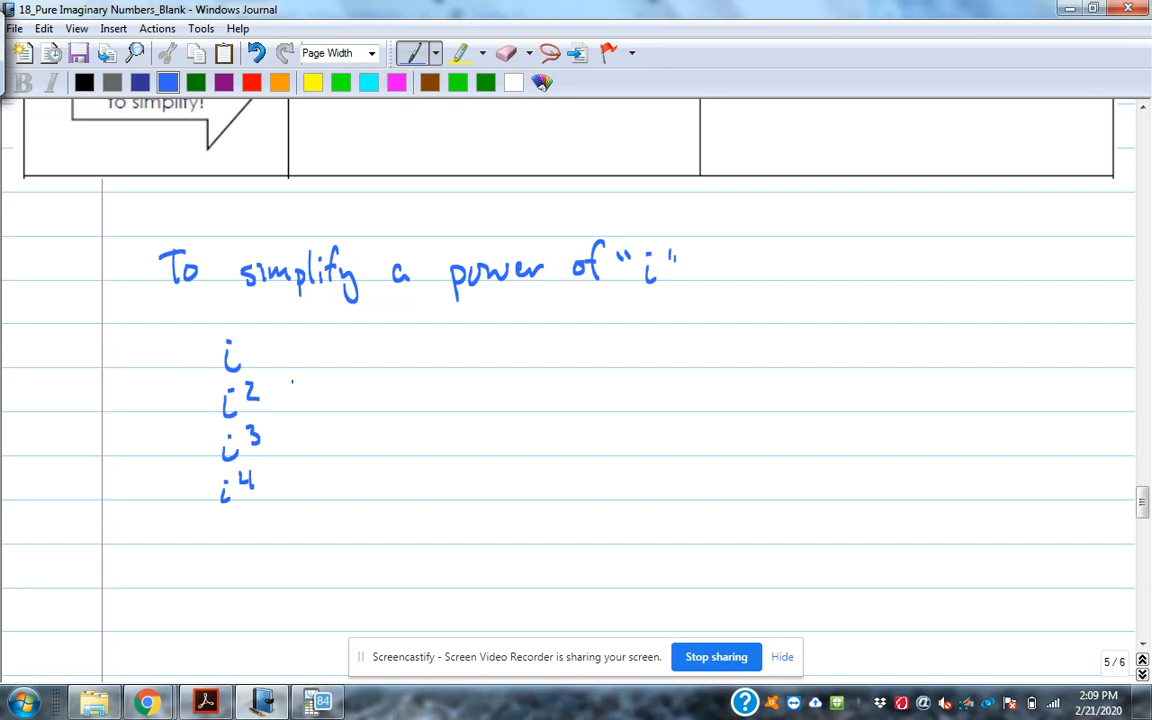 18_Pure Imaginary Numbers_Blank - Windows Journal
File Edit View Insert Actions Tools Help
Page Width
B I
to simplify!
To simplify a power of "i"
i
i²
i³
i⁴
Screencastify - Screen Video Recorder is sharing your screen. Stop sharing Hide
5 / 6
84
2:09 PM
2/21/2020